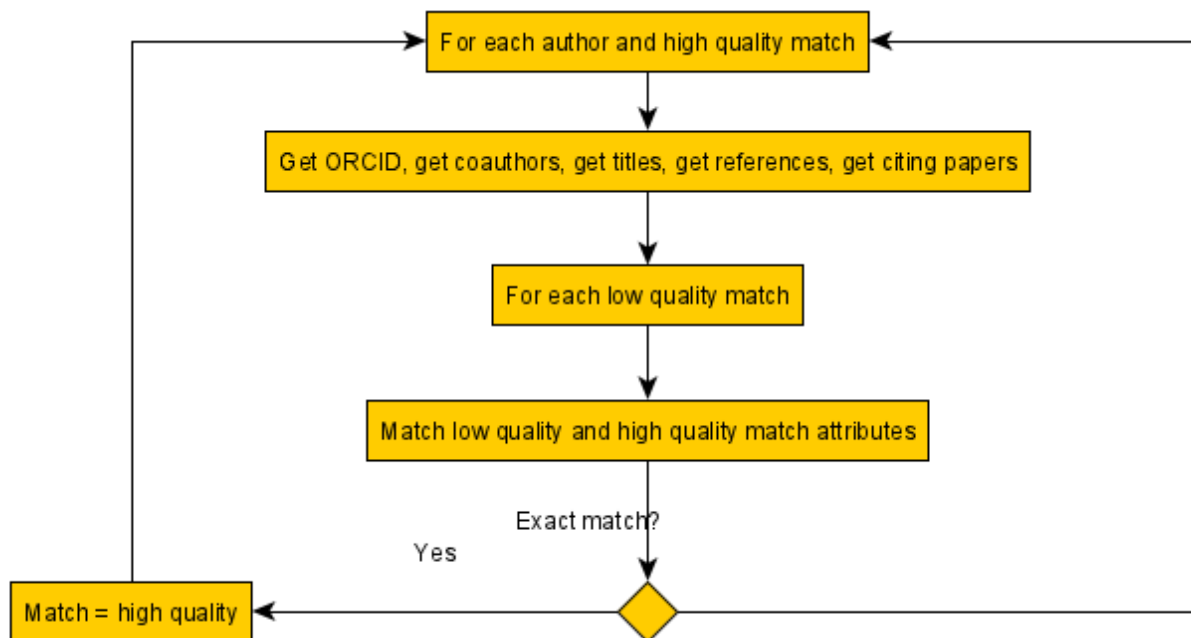 For each author and high quality match
Get ORCID, get coauthors, get titles, get references, get citing papers
For each low quality match
Match low quality and high quality match attributes
Exact match?
Yes
Match = high quality